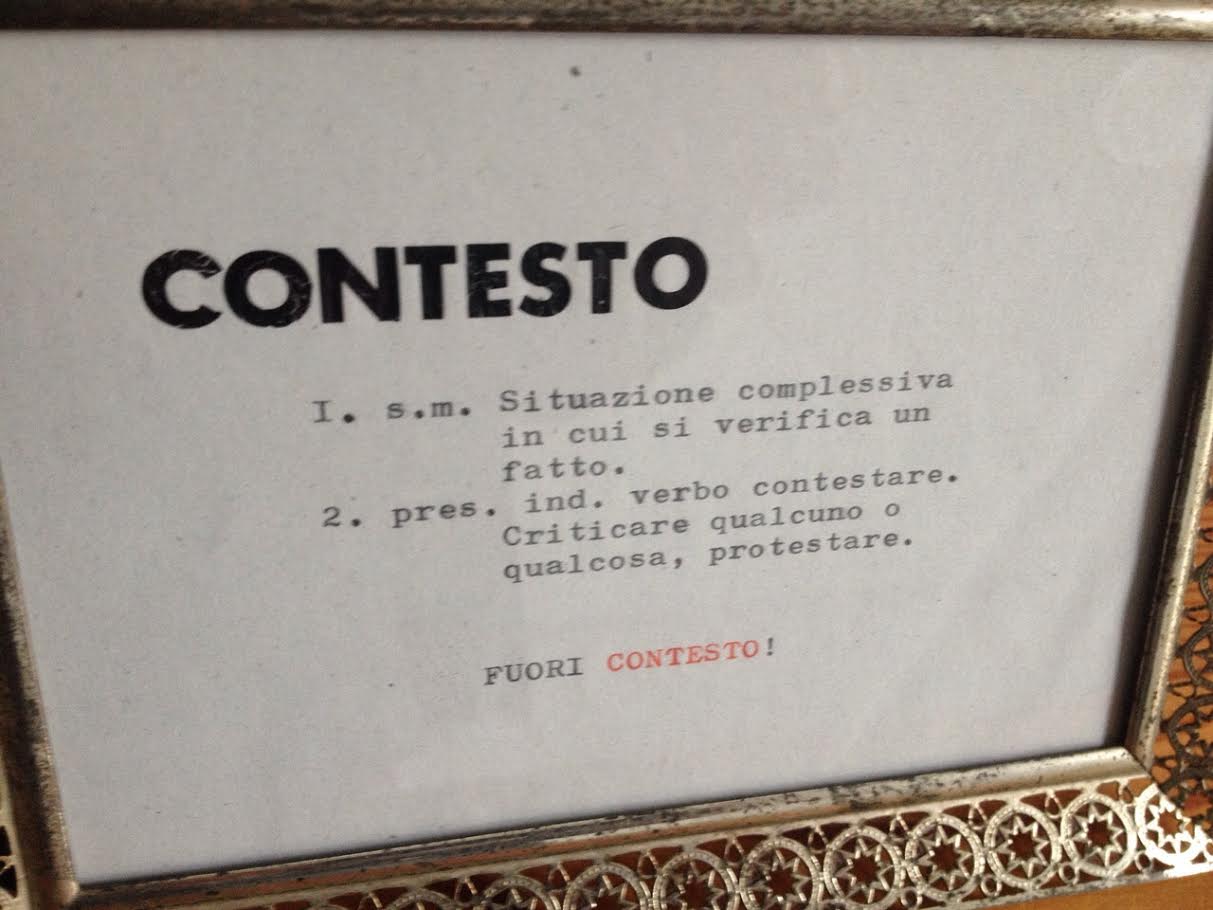 CONTESTO
I. s.m. Situazione complessiva
in cui si verifica un
fatto.
2. pres. ind. verbo contestare.
Criticare qualcuno o
qualcosa, protestare.
FUORI CONTESTO!